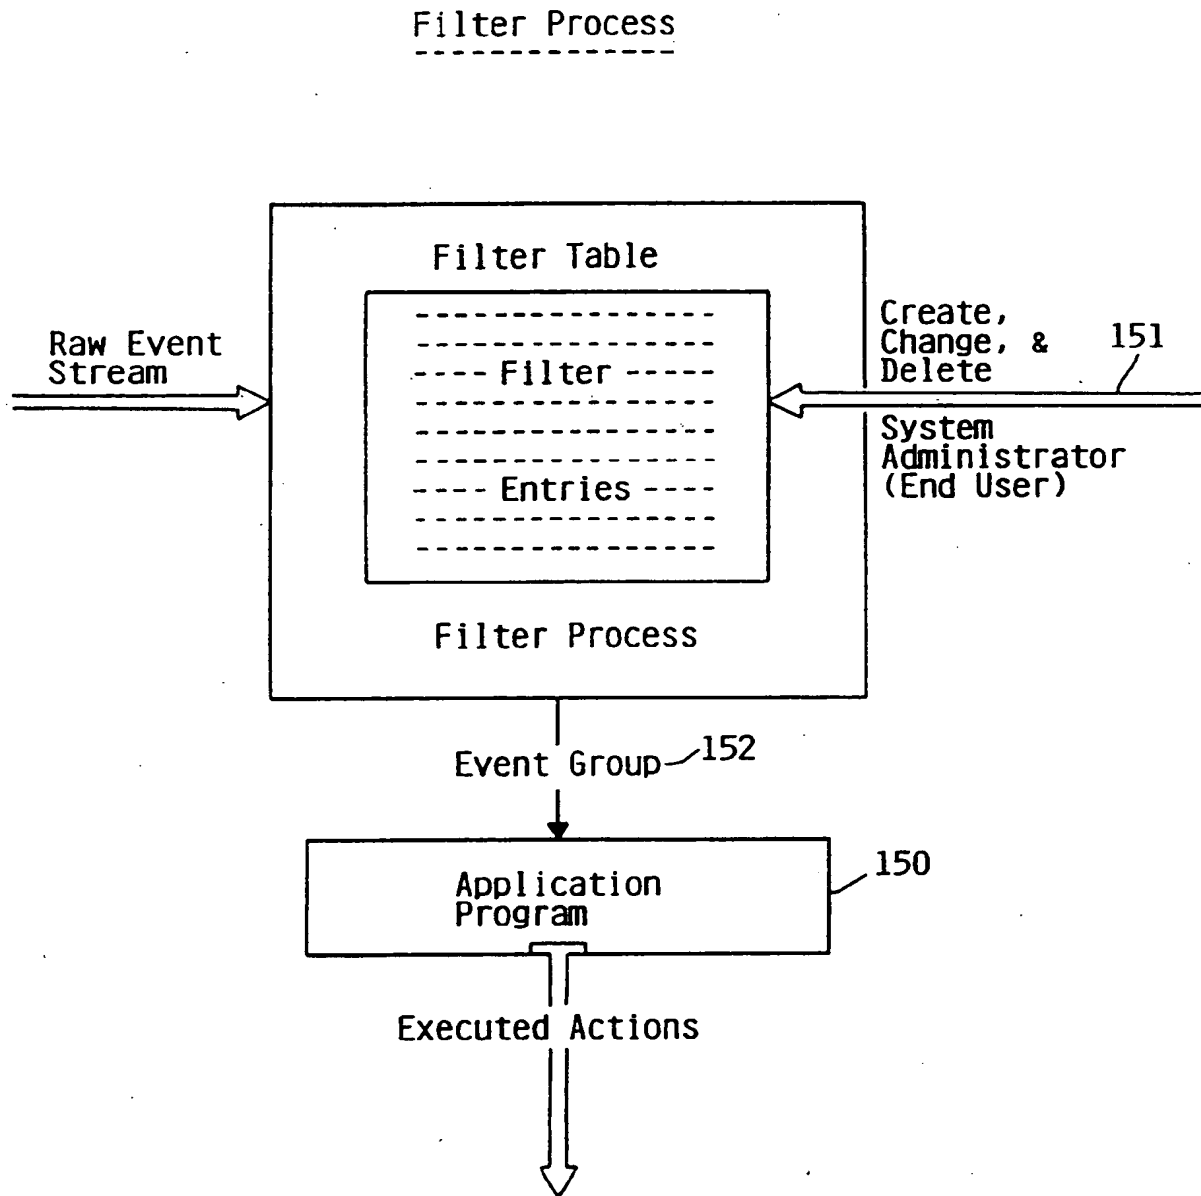 Filter Process
Filter Table
Raw Event
Stream
Filter
Entries
Create,
Change, &
Delete
151
System
Administrator
(End User)
Filter Process
Event Group
152
Application
Program
150
Executed Actions